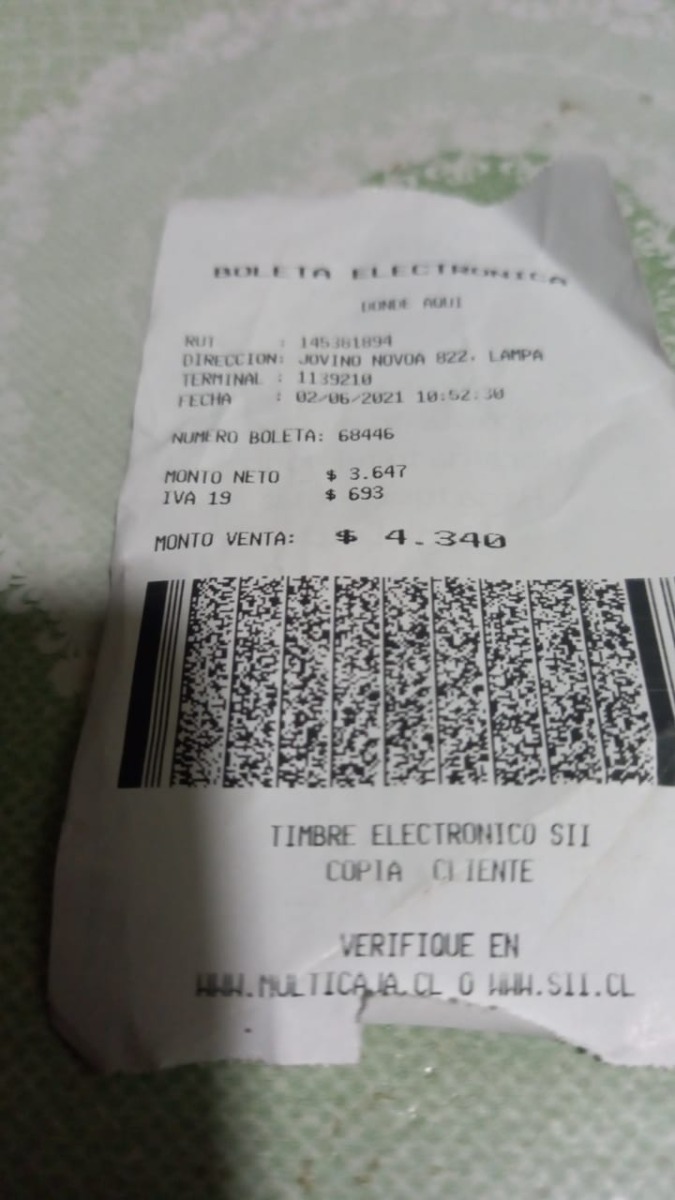 BOLETA ELECTRONICA
DONDE AQUI
RUT : 145381894
DIRECCION: JOVINO NOVOA 822, LAMPA
TERMINAL : 1139210
FECHA : 02/06/2021 10:52:30
NUMERO BOLETA: 68446
MONTO NETO $ 3.647
IVA 19 $ 693
MONTO VENTA: $ 4.340
TIMBRE ELECTRONICO SII
COPIA CLIENTE
VERIFIQUE EN
WWW.MULTICAJA.CL O WWW.SII.CL